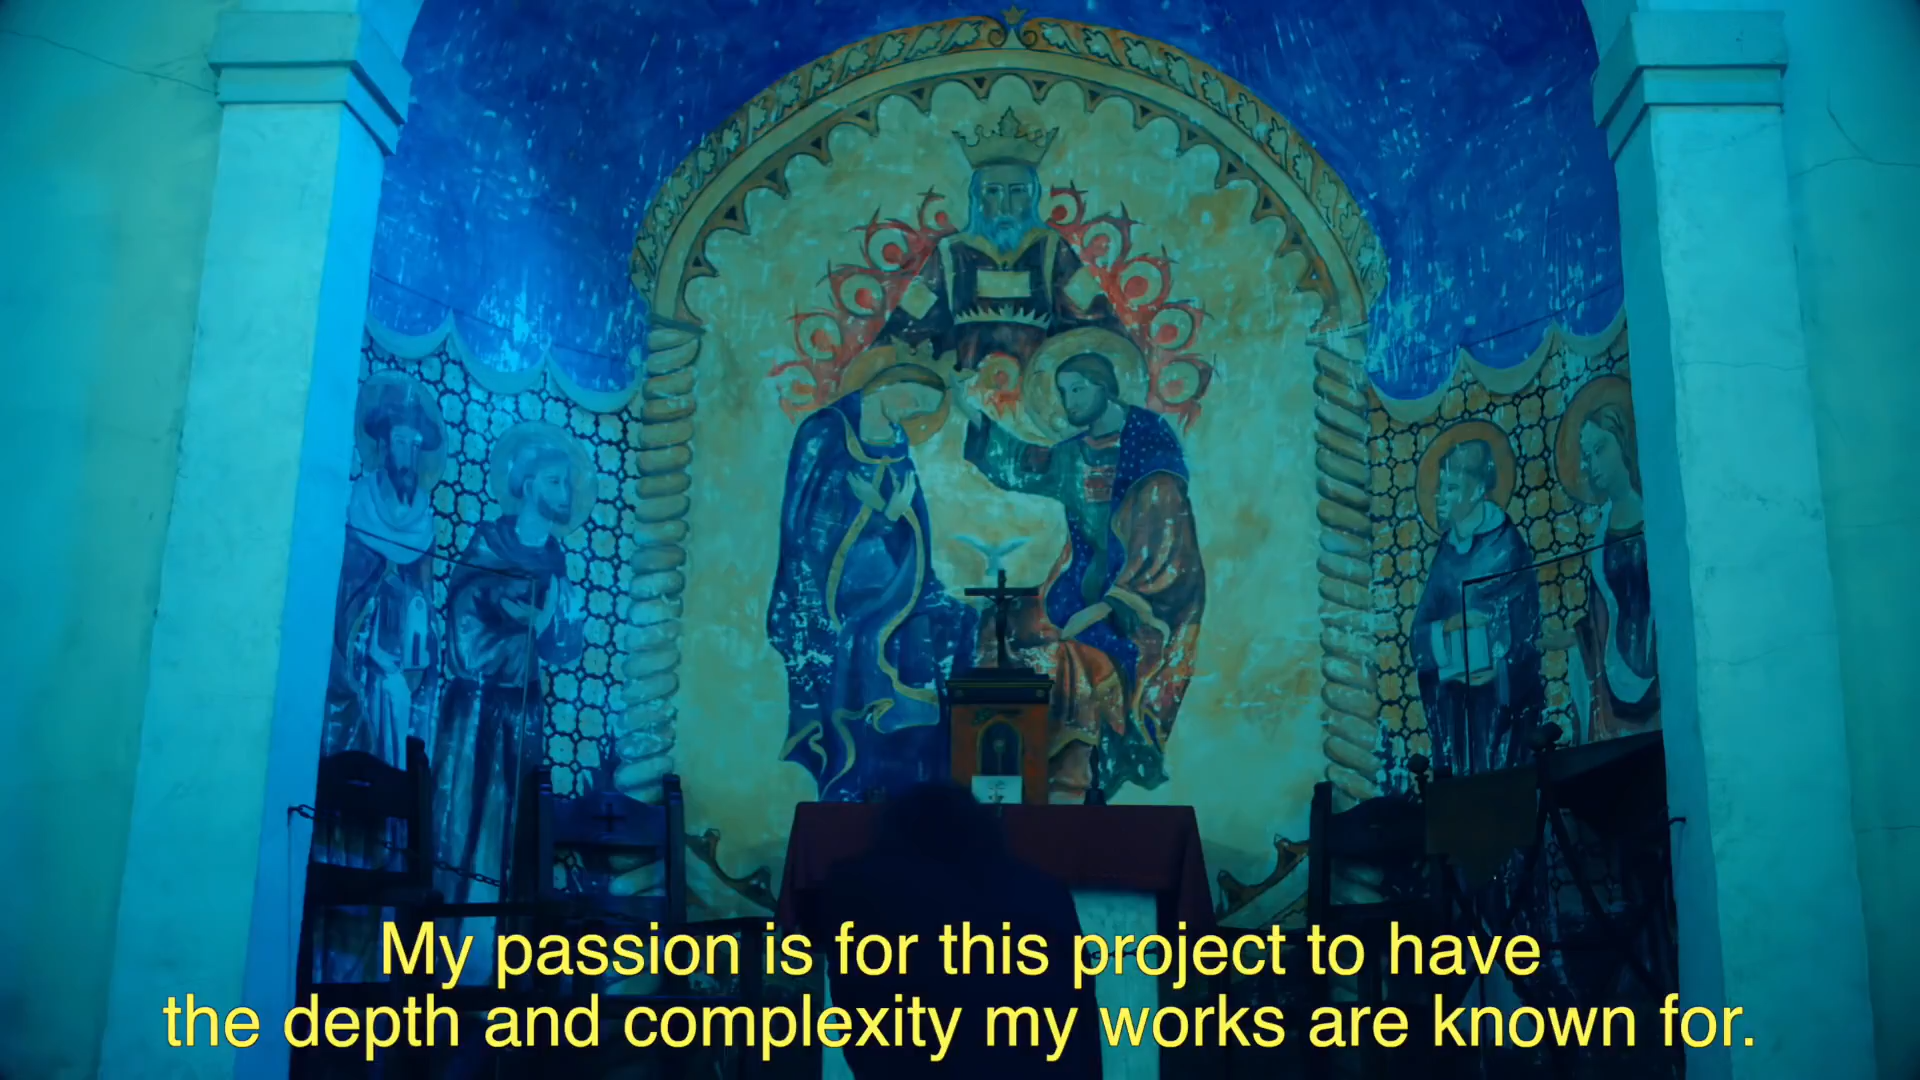 My passion is for this project to have
the depth and complexity my works are known for.